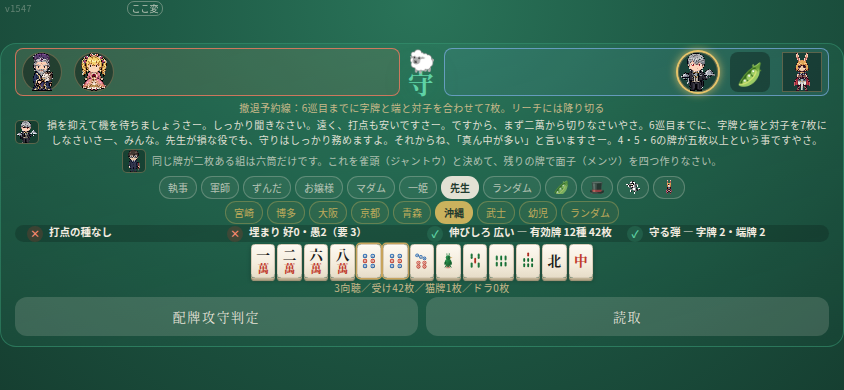 v1547
ここ変
守
撤退予約線：6巡目までに字牌と端と対子を合わせて7枚。リーチには降り切る
損を抑えて機を待ちましょうさー。しっかり聞きなさい。遠く、打点も安いですさー。ですから、まず二萬から切りなさいやさ。6巡目までに、字牌と端と対子を7枚に
しなさいさー、みんな。先生が損な役でも、守りはしっかり務めますよ。それからね、「真ん中が多い」と言いますさー。4・5・6の牌が五枚以上という事ですやさ。
同じ牌が二枚ある組は六筒だけです。これを雀頭（ジャントウ）と決めて、残りの牌で面子（メンツ）を四つ作りなさい。
執事 軍師 ずんだ お嬢様 マダム 一姫 先生 ランダム
宮崎 博多 大阪 京都 青森 沖縄 武士 幼児 ランダム
打点の種なし 埋まり 好0・愚2（要 3） 伸びしろ 広い — 有効牌 12種 42枚 守る弾 — 字牌 2・端牌 2
一萬 二萬 六萬 八萬 北 中
3向聴／受け42枚／猫牌1枚／ドラ0枚
配牌攻守判定 読取